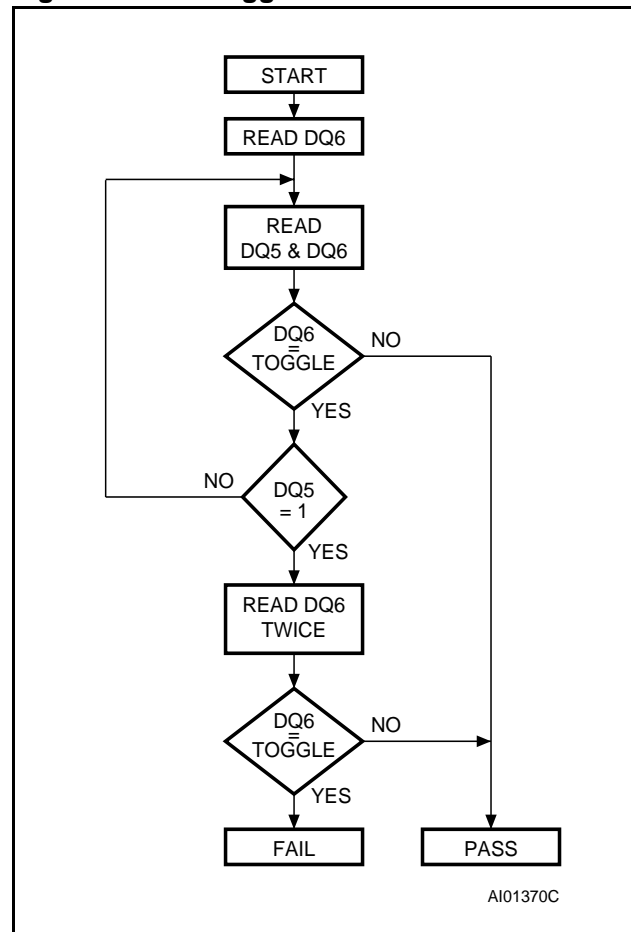 START
READ DQ6
READ
DQ5 & DQ6
DQ6
=
TOGGLE
NO
YES
NO
DQ5
= 1
YES
READ DQ6
TWICE
DQ6
=
TOGGLE
NO
YES
FAIL
PASS
AI01370C